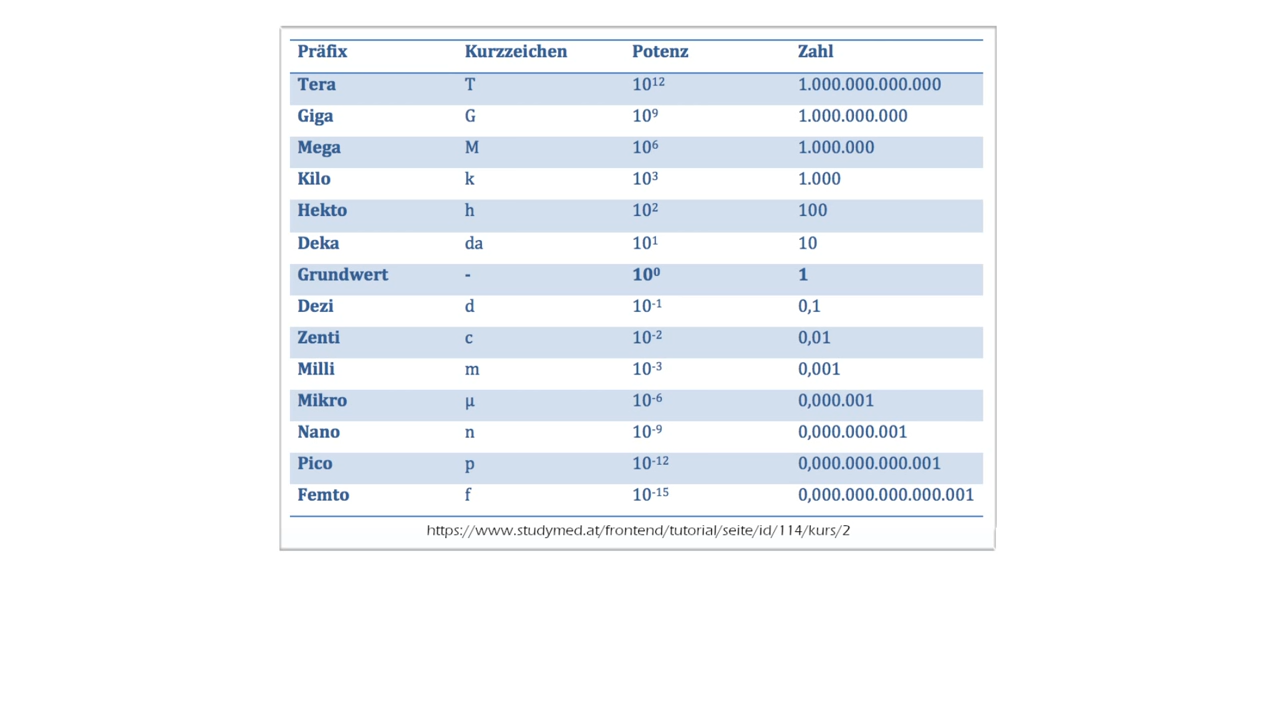 Präfix Kurzzeichen Potenz Zahl
Tera T 10¹² 1.000.000.000.000
Giga G 10⁹ 1.000.000.000
Mega M 10⁶ 1.000.000
Kilo k 10³ 1.000
Hekto h 10² 100
Deka da 10¹ 10
Grundwert - 10⁰ 1
Dezi d 10⁻¹ 0,1
Zenti c 10⁻² 0,01
Milli m 10⁻³ 0,001
Mikro µ 10⁻⁶ 0,000.001
Nano n 10⁻⁹ 0,000.000.001
Pico p 10⁻¹² 0,000.000.000.001
Femto f 10⁻¹⁵ 0,000.000.000.000.001
https://www.studymed.at/frontend/tutorial/seite/id/114/kurs/2